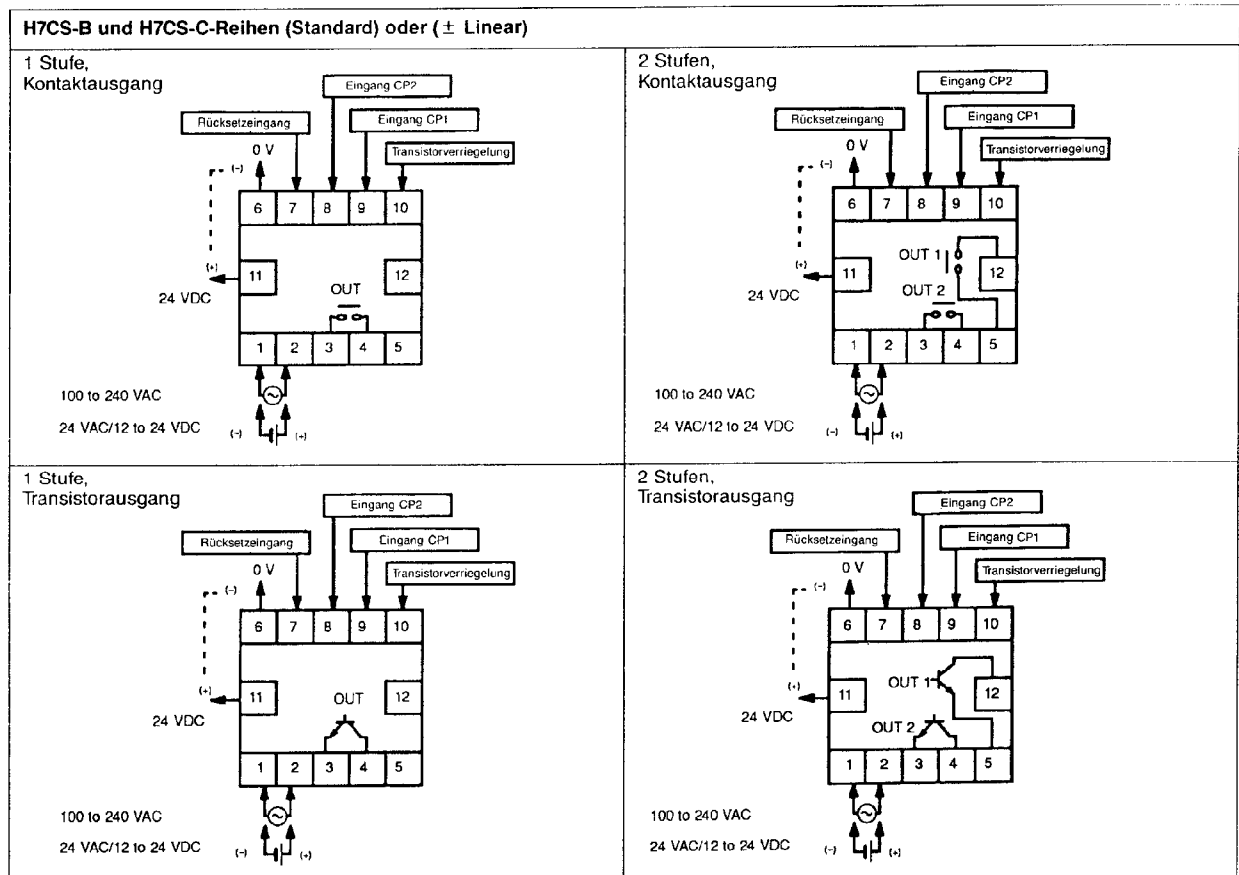 H7CS-B und H7CS-C-Reihen (Standard) oder (± Linear)
1 Stufe,
Kontaktausgang
Eingang CP2
Rücksetzeingang
Eingang CP1
0 V
Transistorverriegelung
(−)
6 7 8 9 10
(+)
11
12
24 VDC
OUT
1 2 3 4 5
100 to 240 VAC
24 VAC/12 to 24 VDC
(−)
(+)
2 Stufen,
Kontaktausgang
Eingang CP2
Rücksetzeingang
Eingang CP1
0 V
Transistorverriegelung
(−)
6 7 8 9 10
OUT 1
(+)
11
12
24 VDC
OUT 2
1 2 3 4 5
100 to 240 VAC
24 VAC/12 to 24 VDC
(−)
(+)
1 Stufe,
Transistorausgang
Eingang CP2
Rücksetzeingang
Eingang CP1
0 V
Transistorverriegelung
(−)
6 7 8 9 10
(+)
11
OUT
12
24 VDC
1 2 3 4 5
100 to 240 VAC
24 VAC/12 to 24 VDC
(−)
(+)
2 Stufen,
Transistorausgang
Eingang CP2
Rücksetzeingang
Eingang CP1
0 V
Transistorverriegelung
(−)
6 7 8 9 10
OUT 1
(+)
11
12
24 VDC
OUT 2
1 2 3 4 5
100 to 240 VAC
24 VAC/12 to 24 VDC
(−)
(+)